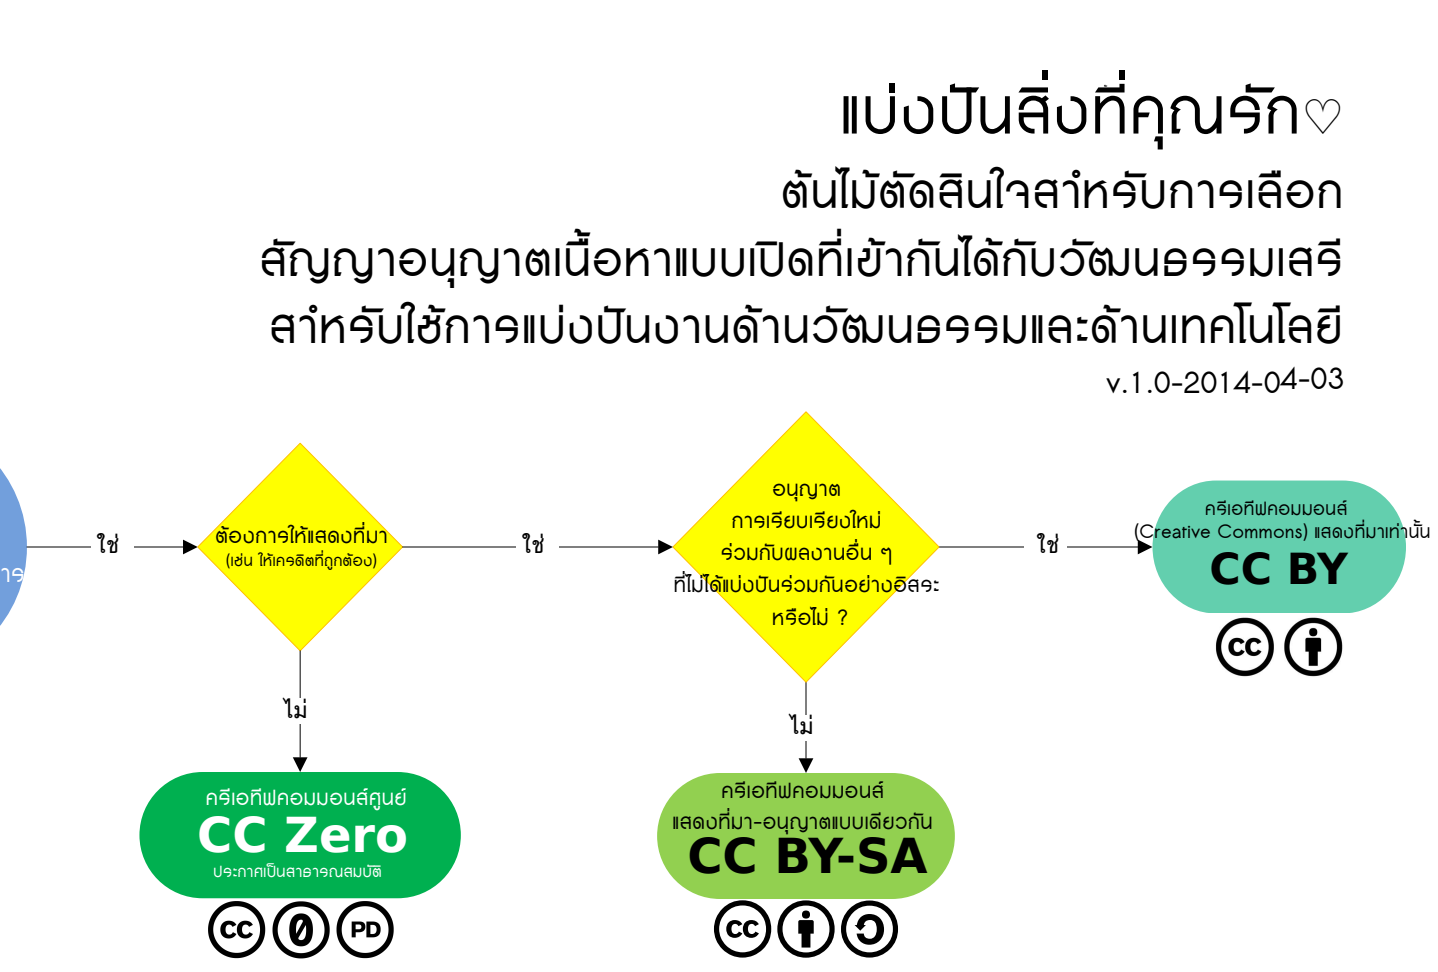 แบ่งปันสิ่งที่คุณรัก♡
ต้นไม้ตัดสินใจสำหรับการเลือก
สัญญาอนุญาตเนื้อหาแบบเปิดที่เข้ากันได้กับวัฒนธรรมเสรี
สำหรับใช้การแบ่งปันงานด้านวัฒนธรรมและด้านเทคโนโลยี
v.1.0-2014-04-03
าร
ใช่
ต้องการให้แสดงที่มา
(เช่น ให้เครดิตที่ถูกต้อง)
ใช่
อนุญาต
การเรียบเรียงใหม่
ร่วมกับผลงานอื่น ๆ
ที่ไม่ได้แบ่งปันร่วมกันอย่างอิสระ
หรือไม่ ?
ใช่
ครีเอทีฟคอมมอนส์
(Creative Commons) แสดงที่มาเท่านั้น
CC BY
cc
ไม่
ไม่
ครีเอทีฟคอมมอนส์ศูนย์
CC Zero
ประกาศเป็นสาธารณสมบัติ
cc 0 PD
ครีเอทีฟคอมมอนส์
แสดงที่มา-อนุญาตแบบเดียวกัน
CC BY-SA
cc